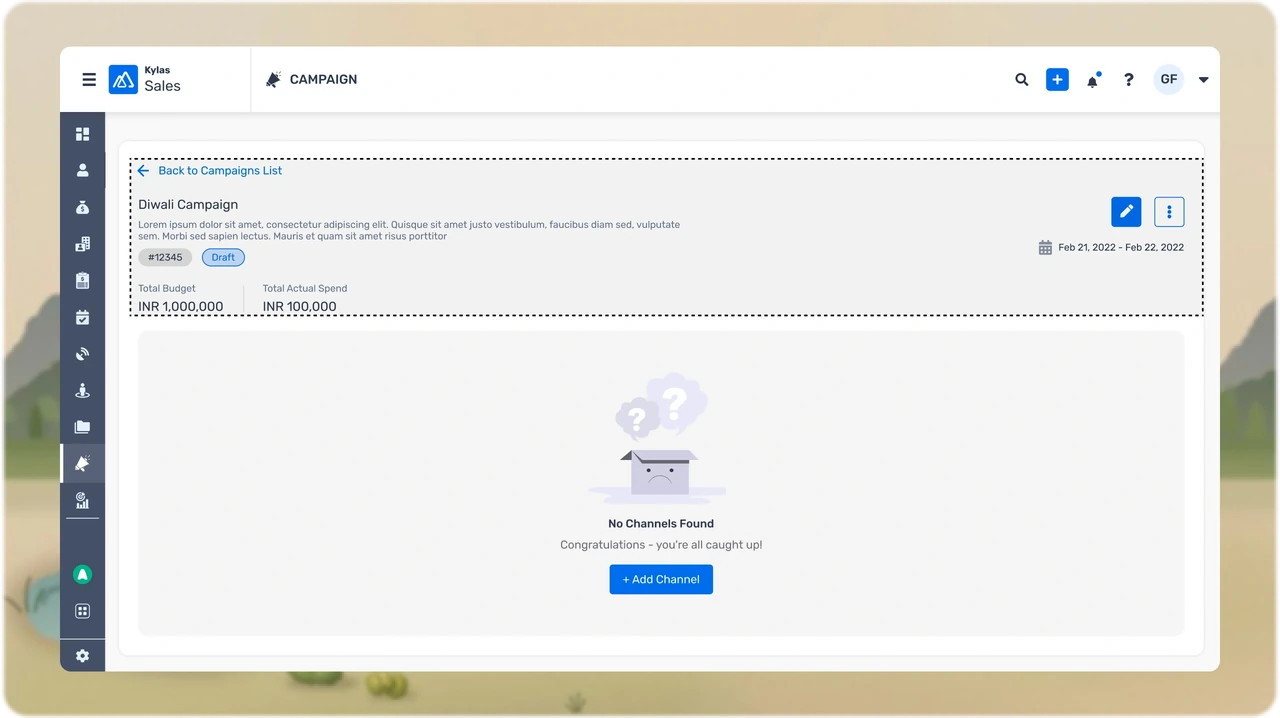 Kylas
Sales
CAMPAIGN
GF
Back to Campaigns List
Diwali Campaign
Lorem ipsum dolor sit amet, consectetur adipiscing elit. Quisque sit amet justo vestibulum, faucibus diam sed, vulputate
sem. Morbi sed sapien lectus. Mauris et quam sit amet risus porttitor
Feb 21, 2022 - Feb 22, 2022
#12345 Draft
Total Budget Total Actual Spend
INR 1,000,000 INR 100,000
No Channels Found
Congratulations - you're all caught up!
+ Add Channel